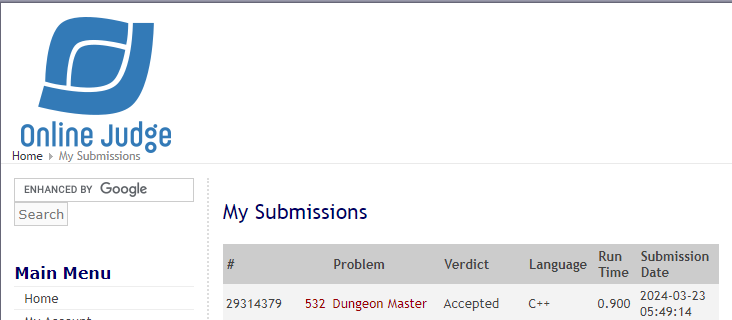 Online Judge
Home My Submissions
ENHANCED BY Google
Search
Main Menu
Home
My Account
My Submissions
# Problem Verdict Language Run Time Submission Date
29314379 532 Dungeon Master Accepted C++ 0.900 2024-03-23 05:49:14